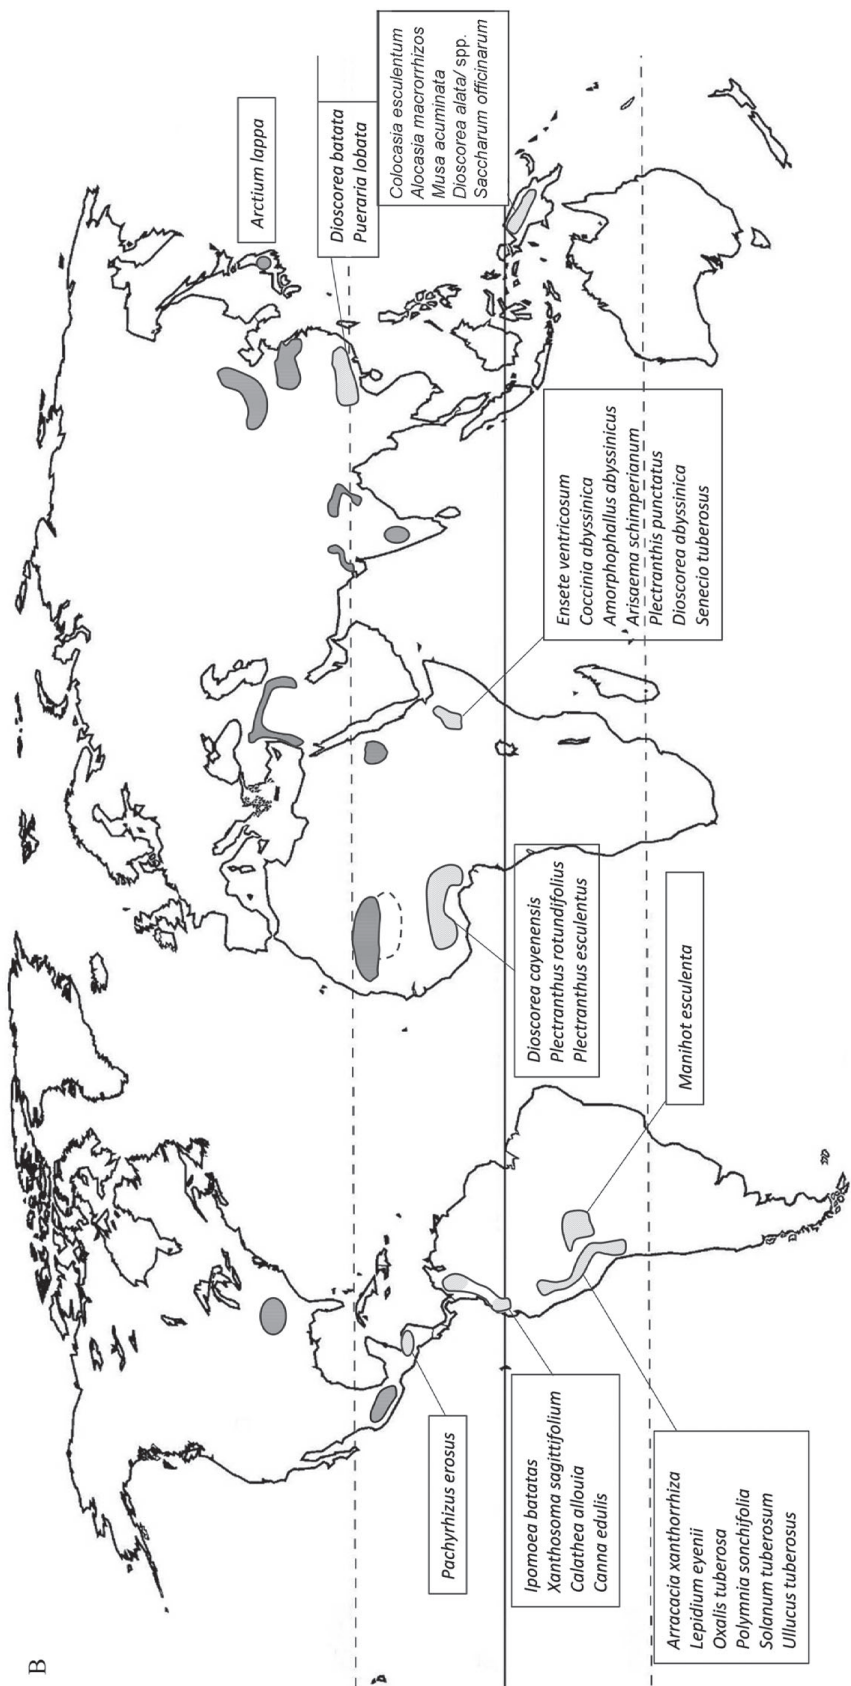 B
Pachyrhizus erosus
Ipomoea batatas
Xanthosoma sagittifolium
Calathea allouia
Canna edulis
Arracacia xanthorrhiza
Lepidium eyenii
Oxalis tuberosa
Polymnia sonchifolia
Solanum tuberosum
Ullucus tuberosus
Manihot esculenta
Dioscorea cayenensis
Plectranthus rotundifolius
Plectranthus esculentus
Ensete ventricosum
Coccinia abyssinica
Amorphophallus abyssinicus
Arisaema schimperianum
Plectranthis punctatus
Dioscorea abyssinica
Senecio tuberosus
Arctium lappa
Dioscorea batata
Pueraria lobata
Colocasia esculentum
Alocasia macrorrhizos
Musa acuminata
Dioscorea alata/ spp.
Saccharum officinarum